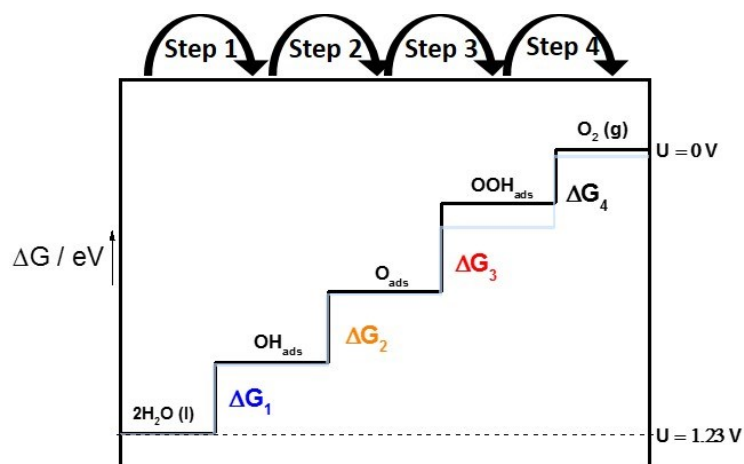 Step 1 Step 2 Step 3 Step 4
O₂ (g)
U = 0 V
OOHₐds
ΔG₄
ΔG / eV
ΔG₃
Oₐds
ΔG₂
OHₐds
ΔG₁
2H₂O (l)
U = 1.23 V